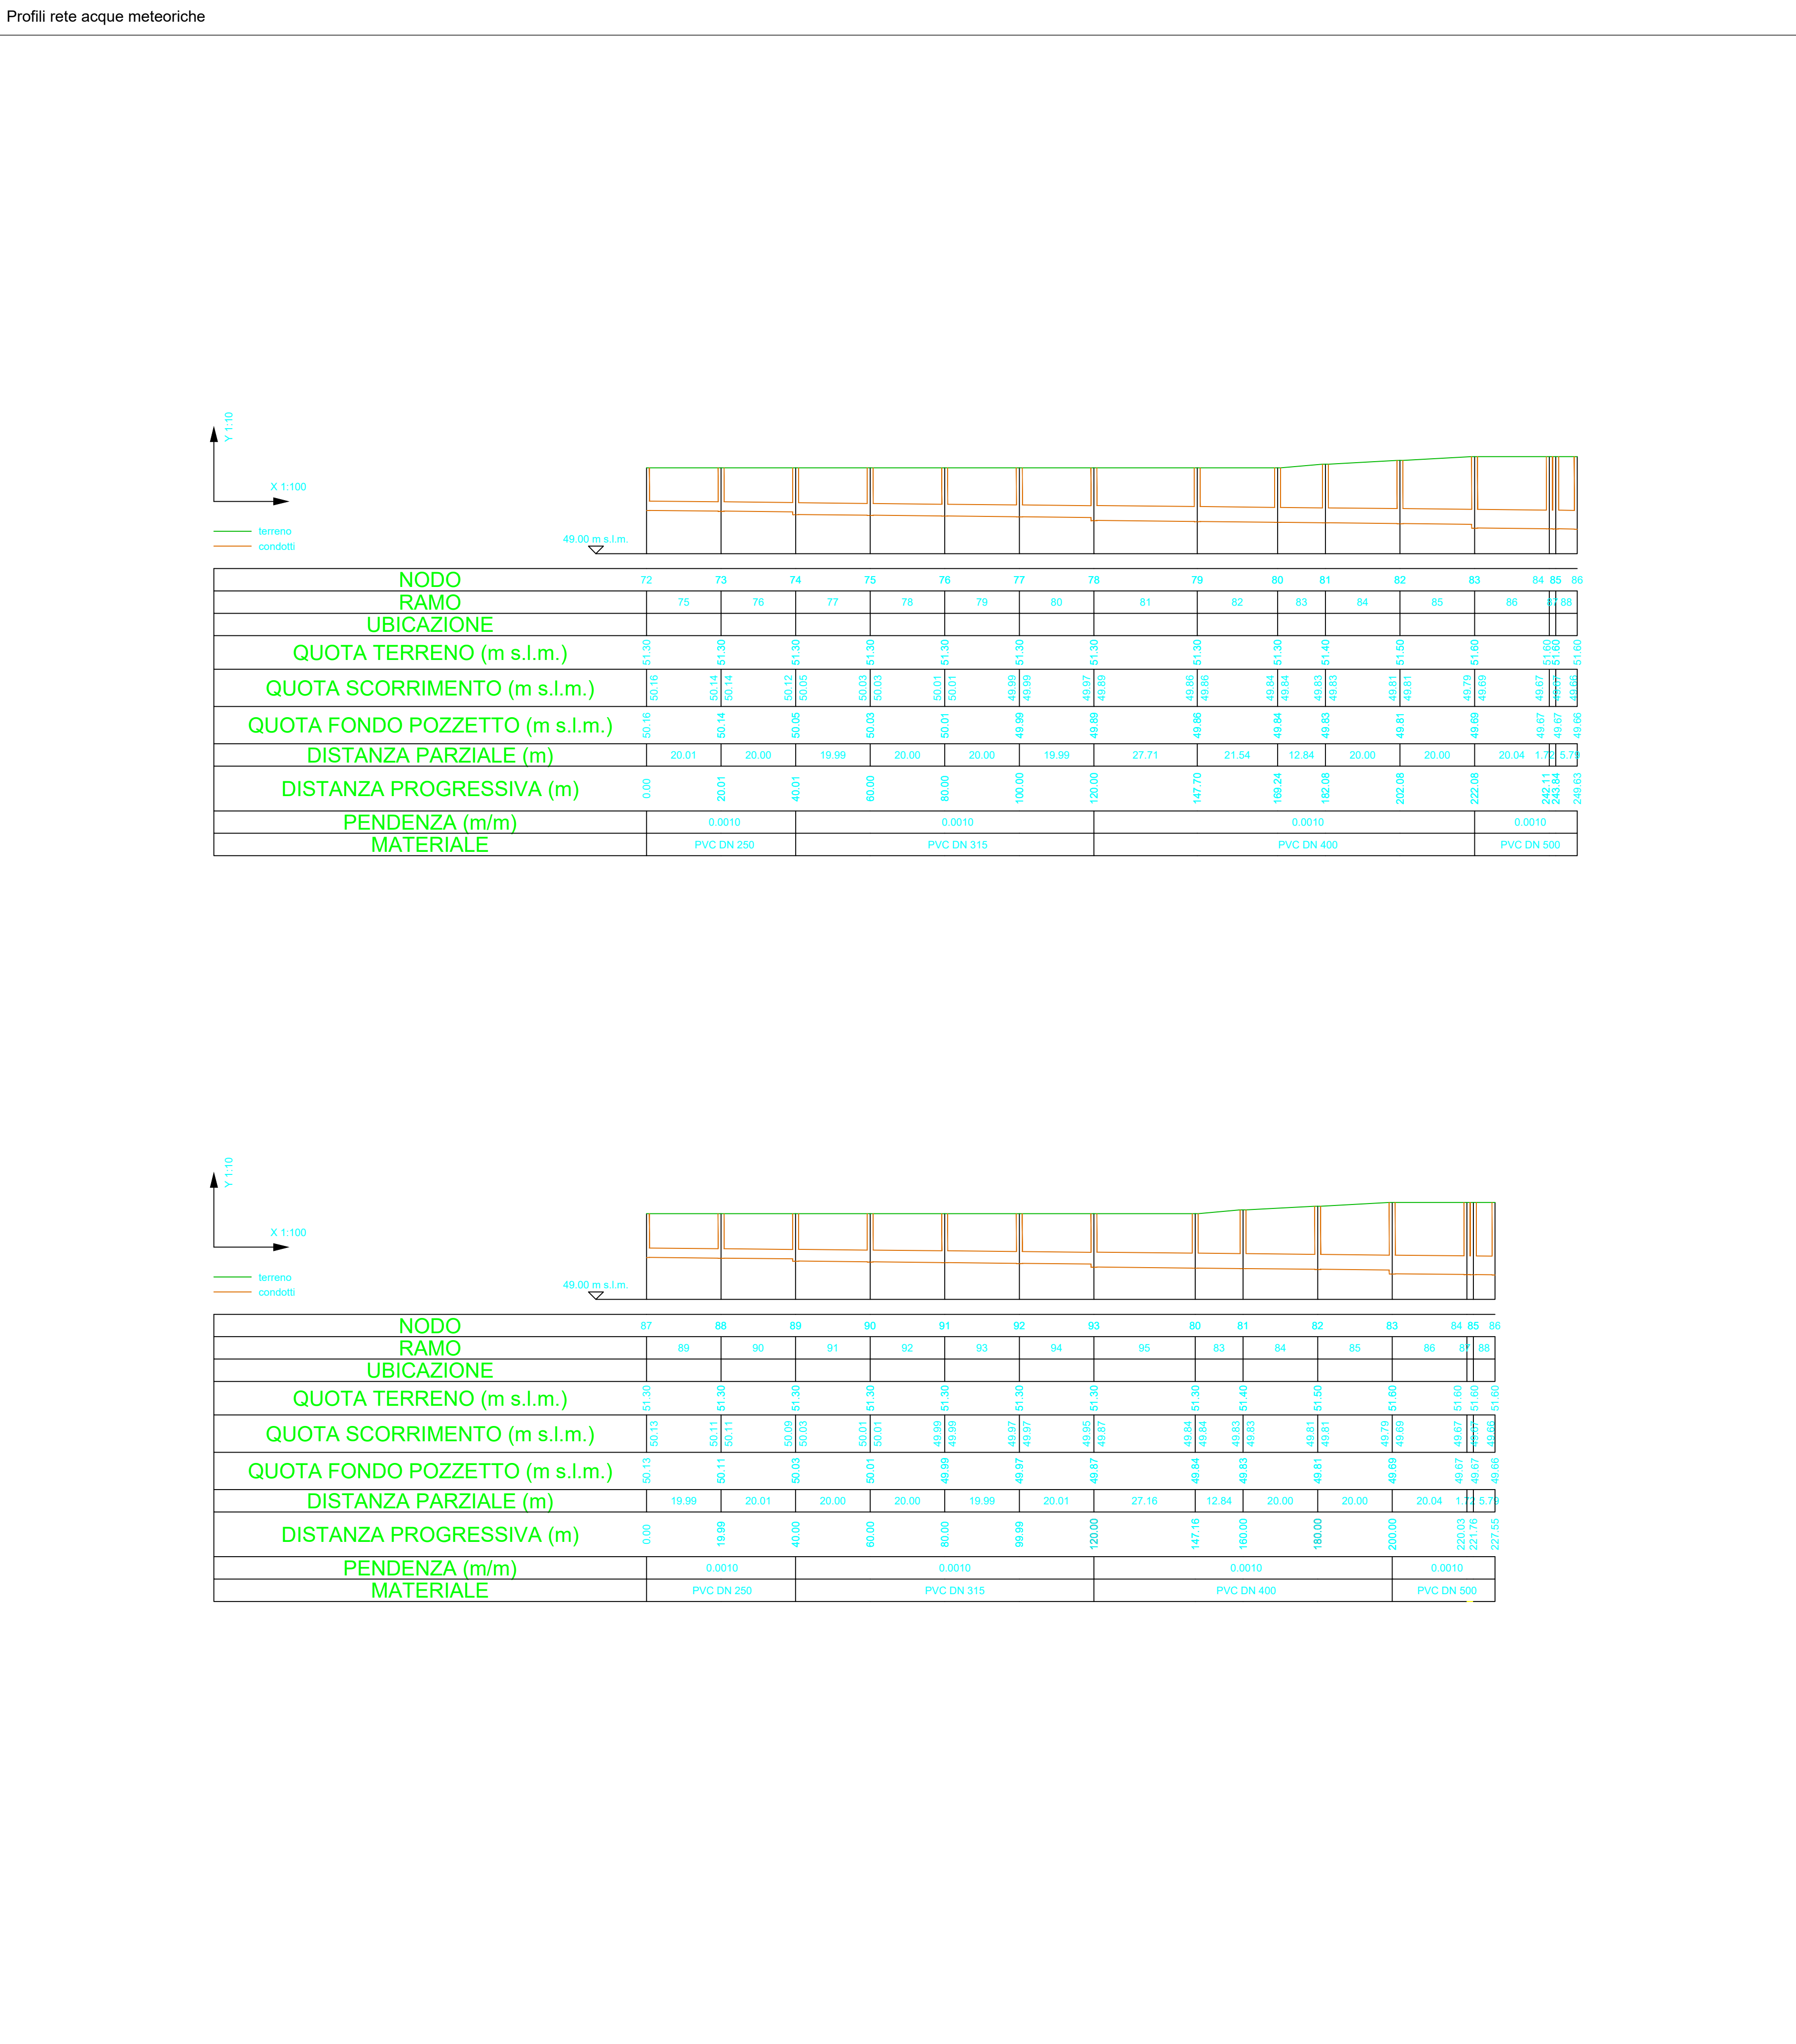 Profili rete acque meteoriche
Y 1:10
X 1:100
terreno
condotti
49.00 m s.l.m.
NODO 72 73 74 75 76 77 78 79 80 81 82 83 84 85 86
RAMO 75 76 77 78 79 80 81 82 83 84 85 86 87 88
UBICAZIONE
QUOTA TERRENO (m s.l.m.) 51.30 51.30 51.30 51.30 51.30 51.30 51.30 51.30 51.30 51.40 51.50 51.60 51.60 51.60 51.60
QUOTA SCORRIMENTO (m s.l.m.) 50.16 50.14 50.14 50.12 50.05 50.03 50.03 50.01 50.01 49.99 49.99 49.97 49.89 49.86 49.86 49.84 49.84 49.83 49.83 49.81 49.81 49.79 49.69 49.67 49.67 49.66
QUOTA FONDO POZZETTO (m s.l.m.) 50.16 50.14 50.05 50.03 50.01 49.99 49.89 49.86 49.84 49.83 49.81 49.69 49.67 49.67 49.66
DISTANZA PARZIALE (m) 20.01 20.00 19.99 20.00 20.00 19.99 27.71 21.54 12.84 20.00 20.00 20.04 1.72 5.79
DISTANZA PROGRESSIVA (m) 0.00 20.01 40.01 60.00 80.00 100.00 120.00 147.70 169.24 182.08 202.08 222.08 242.11 243.84 249.63
PENDENZA (m/m) 0.0010 0.0010 0.0010 0.0010
MATERIALE PVC DN 250 PVC DN 315 PVC DN 400 PVC DN 500
Y 1:10
X 1:100
terreno
condotti
49.00 m s.l.m.
NODO 87 88 89 90 91 92 93 80 81 82 83 84 85 86
RAMO 89 90 91 92 93 94 95 83 84 85 86 87 88
UBICAZIONE
QUOTA TERRENO (m s.l.m.) 51.30 51.30 51.30 51.30 51.30 51.30 51.30 51.30 51.40 51.50 51.60 51.60 51.60 51.60
QUOTA SCORRIMENTO (m s.l.m.) 50.13 50.11 50.11 50.09 50.03 50.01 50.01 49.99 49.99 49.97 49.97 49.95 49.87 49.84 49.84 49.83 49.83 49.81 49.81 49.79 49.69 49.67 49.67 49.66
QUOTA FONDO POZZETTO (m s.l.m.) 50.13 50.11 50.03 50.01 49.99 49.97 49.87 49.84 49.83 49.81 49.69 49.67 49.67 49.66
DISTANZA PARZIALE (m) 19.99 20.01 20.00 20.00 19.99 20.01 27.16 12.84 20.00 20.00 20.04 1.72 5.79
DISTANZA PROGRESSIVA (m) 0.00 19.99 40.00 60.00 80.00 99.99 120.00 147.16 160.00 180.00 200.00 220.03 221.76 227.55
PENDENZA (m/m) 0.0010 0.0010 0.0010 0.0010
MATERIALE PVC DN 250 PVC DN 315 PVC DN 400 PVC DN 500